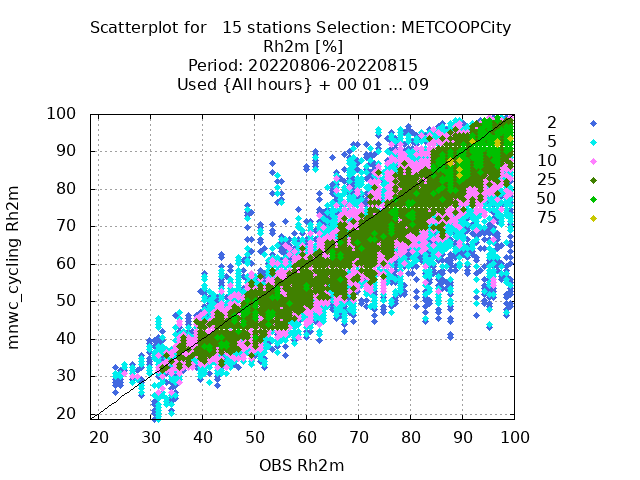 Scatterplot for   15 stations Selection: METCOOPCity
Rh2m [%]
Period: 20220806-20220815
Used {All hours} + 00 01 ... 09
100
90
80
70
60
50
40
30
20
20 30 40 50 60 70 80 90 100
mnwc_cycling Rh2m
OBS Rh2m
2
5
10
25
50
75